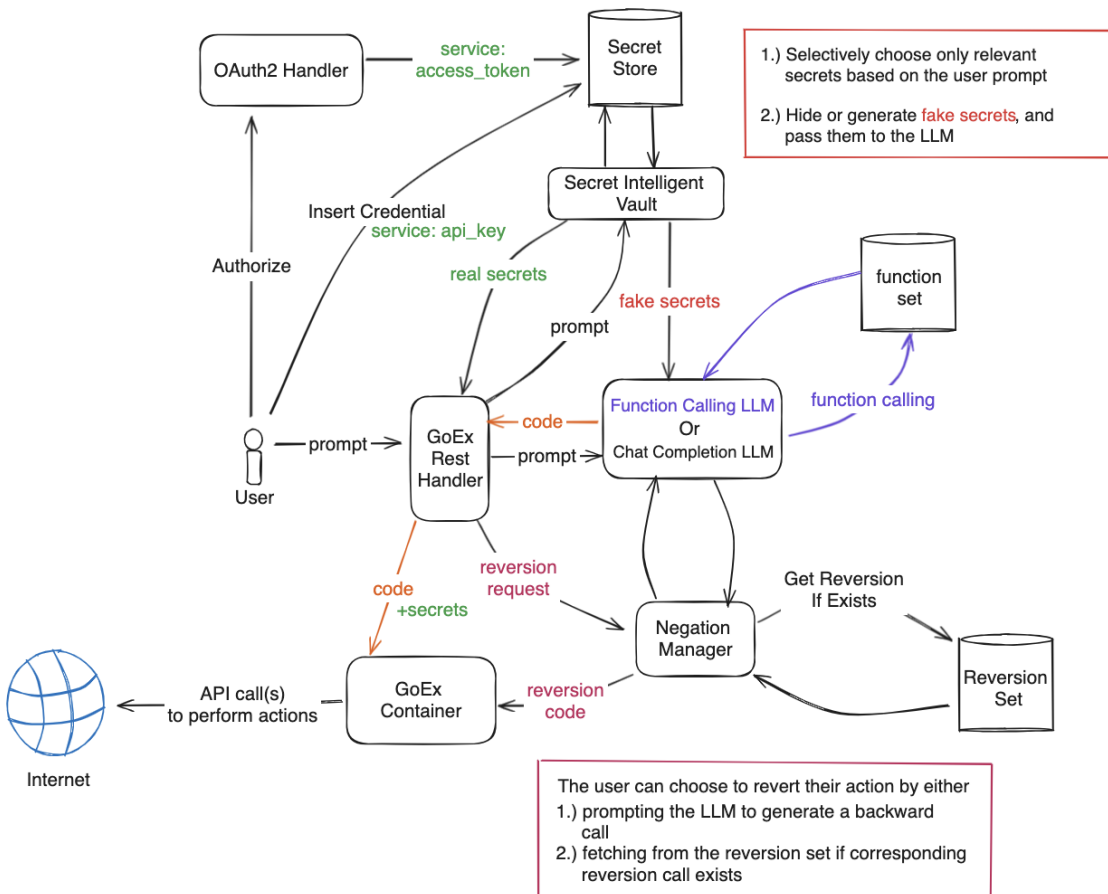 OAuth2 Handler
service:
access_token
Secret
Store
1.) Selectively choose only relevant
secrets based on the user prompt
2.) Hide or generate fake secrets, and
pass them to the LLM
Secret Intelligent
Vault
Insert Credential
service: api_key
Authorize
real secrets
fake secrets
function
set
prompt
Function Calling LLM
Or
Chat Completion LLM
function calling
code
GoEx
Rest
Handler
prompt
prompt
User
reversion
request
code
+secrets
Get Reversion
If Exists
Negation
Manager
Reversion
Set
GoEx
Container
reversion
code
API call(s)
to perform actions
Internet
The user can choose to revert their action by either
1.) prompting the LLM to generate a backward
call
2.) fetching from the reversion set if corresponding
reversion call exists